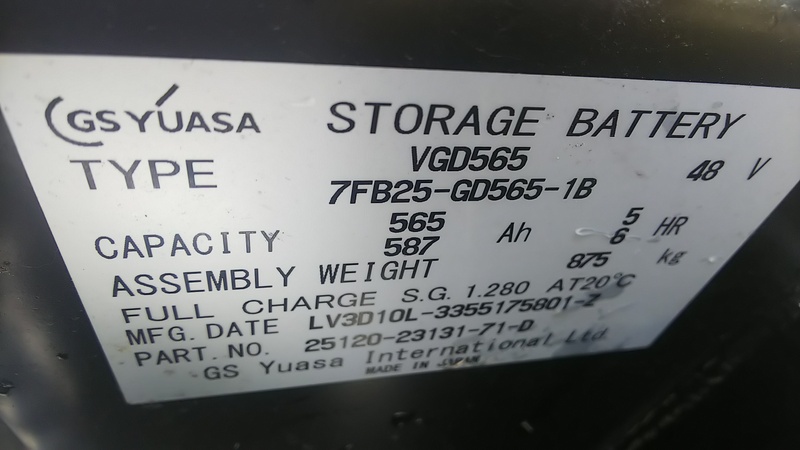 GS YUASA STORAGE BATTERY
TYPE VGD565 48 V
7FB25-GD565-1B
CAPACITY 565 Ah 5 HR
587 6
ASSEMBLY WEIGHT 875 kg
FULL CHARGE S.G. 1.280 AT20°C
MFG. DATE LV3D10L-3355175801-Z
PART. NO. 25120-23131-71-D
GS Yuasa International Ltd.
MADE IN JAPAN